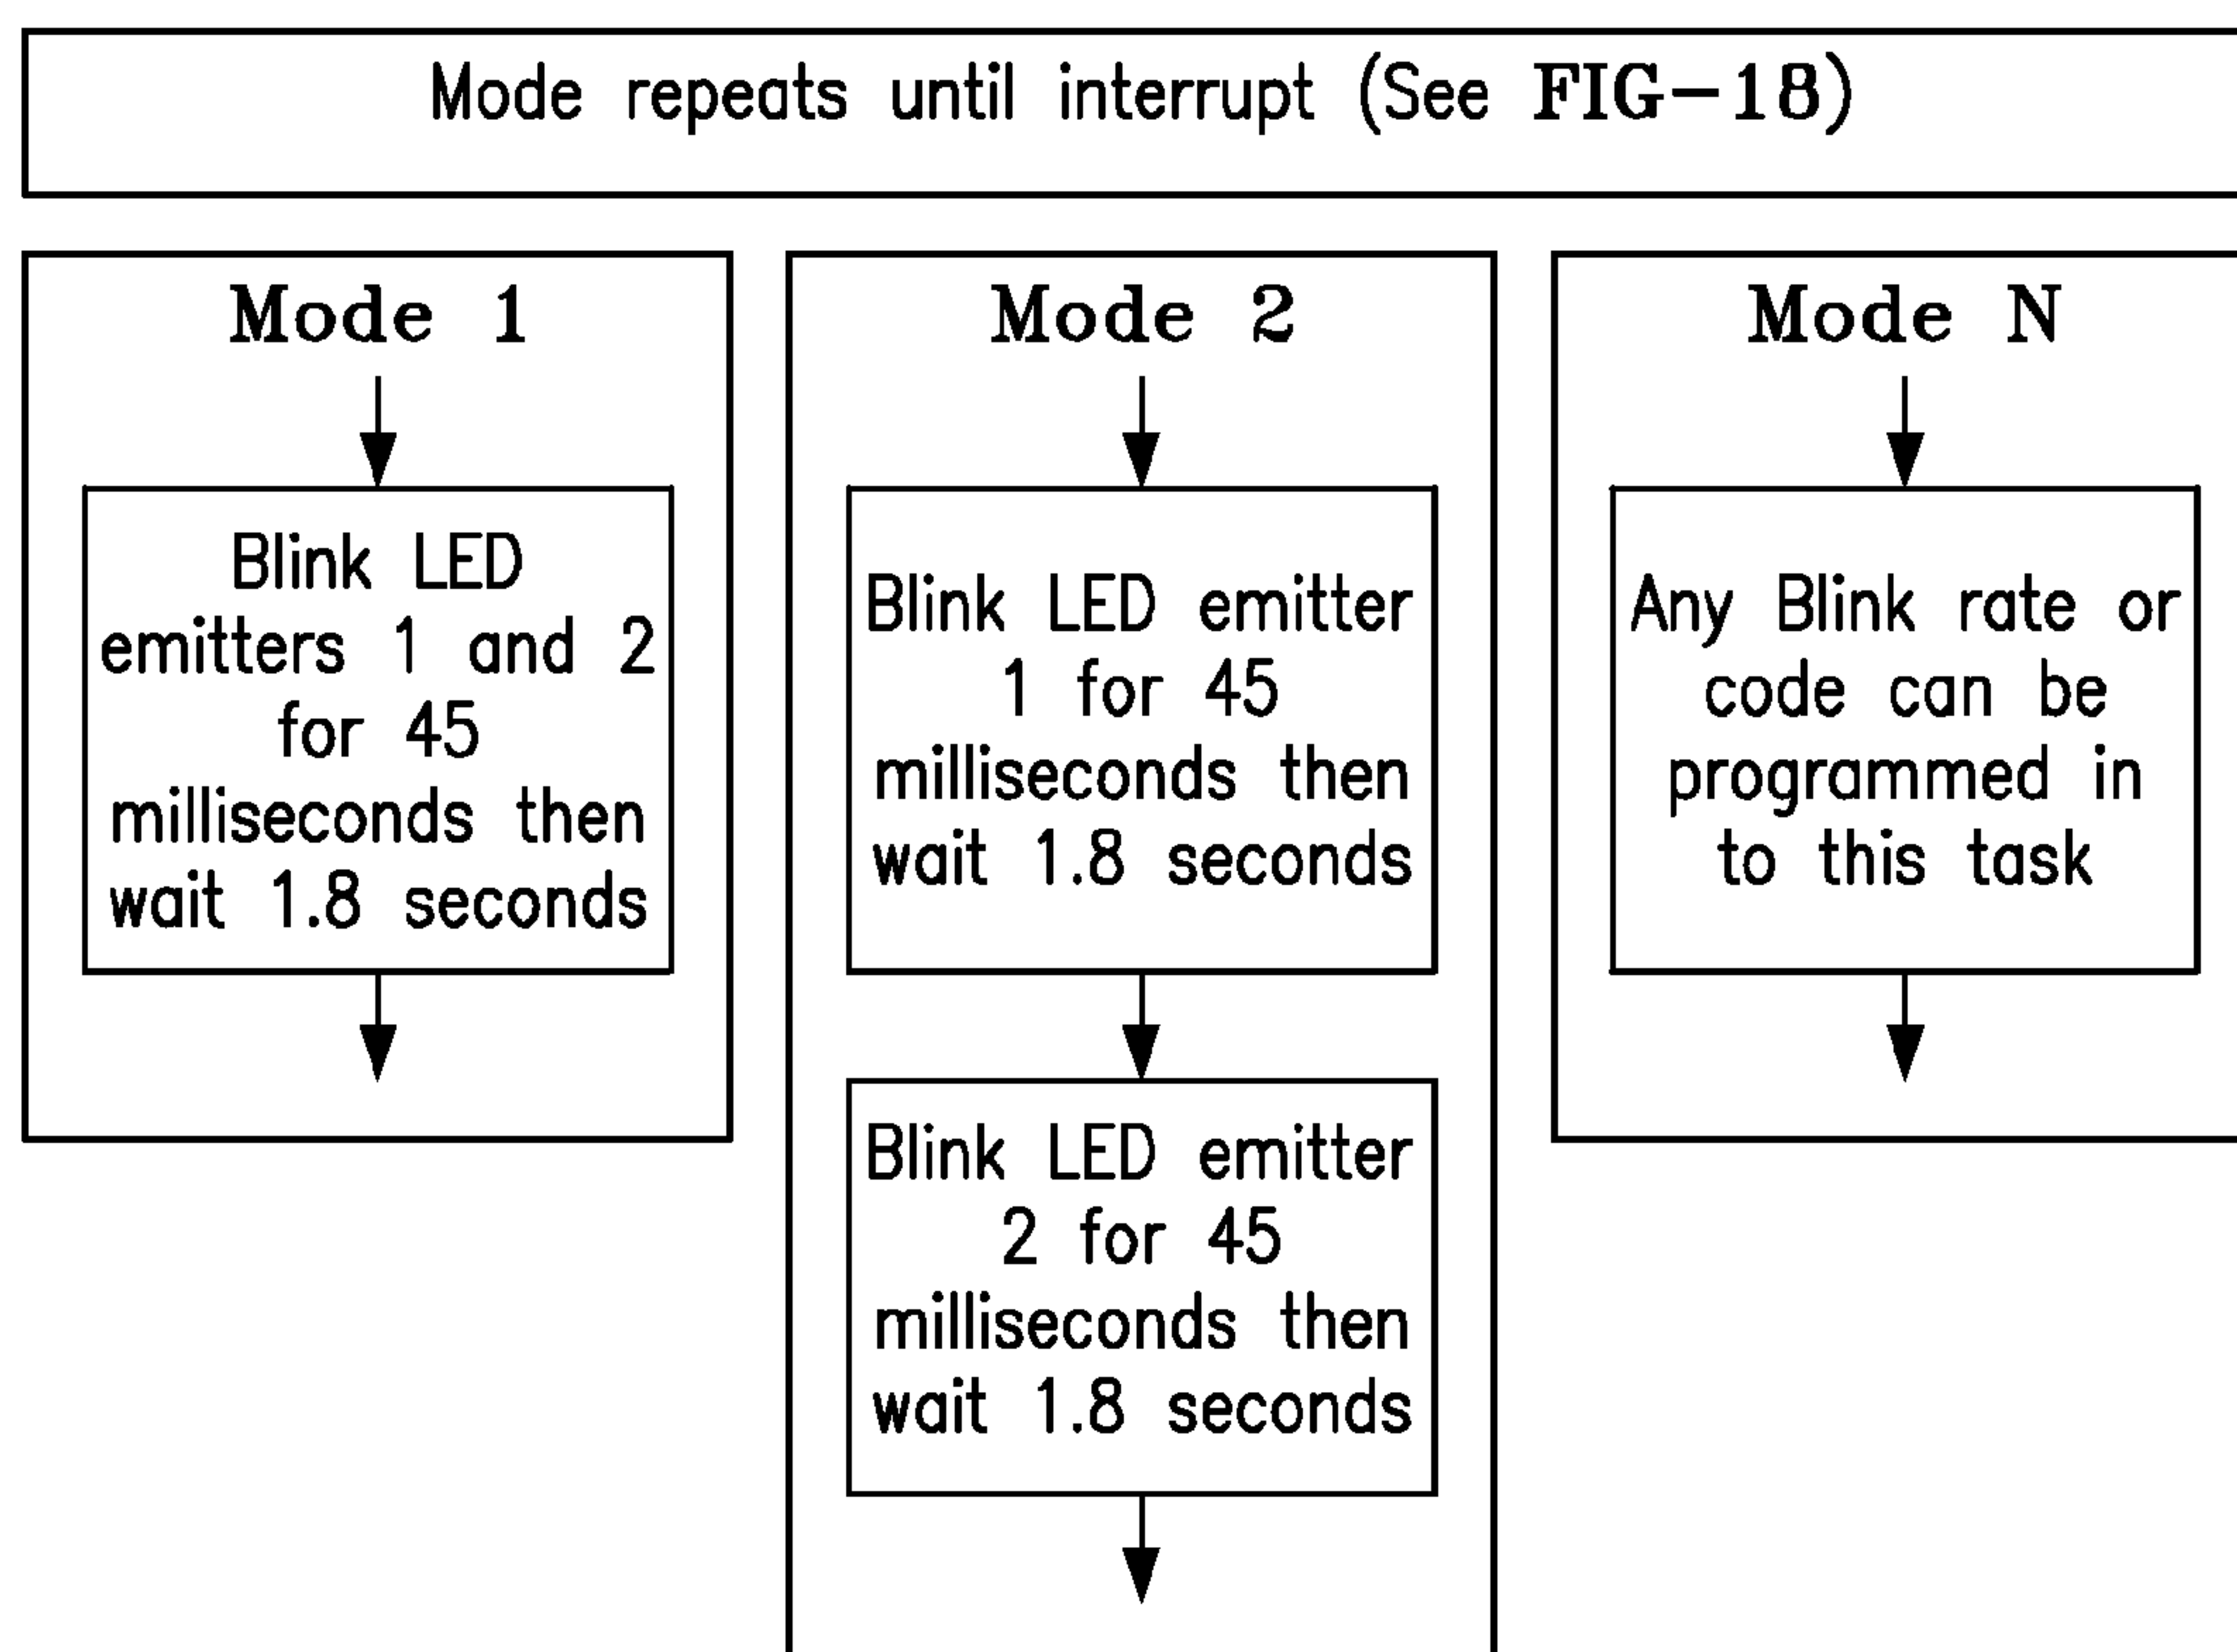 Mode repeats until interrupt (See FIG-18)
Mode 1
Blink LED
emitters 1 and 2
for 45
milliseconds then
wait 1.8 seconds
Mode 2
Blink LED emitter
1 for 45
milliseconds then
wait 1.8 seconds
Blink LED emitter
2 for 45
milliseconds then
wait 1.8 seconds
Mode N
Any Blink rate or
code can be
programmed in
to this task